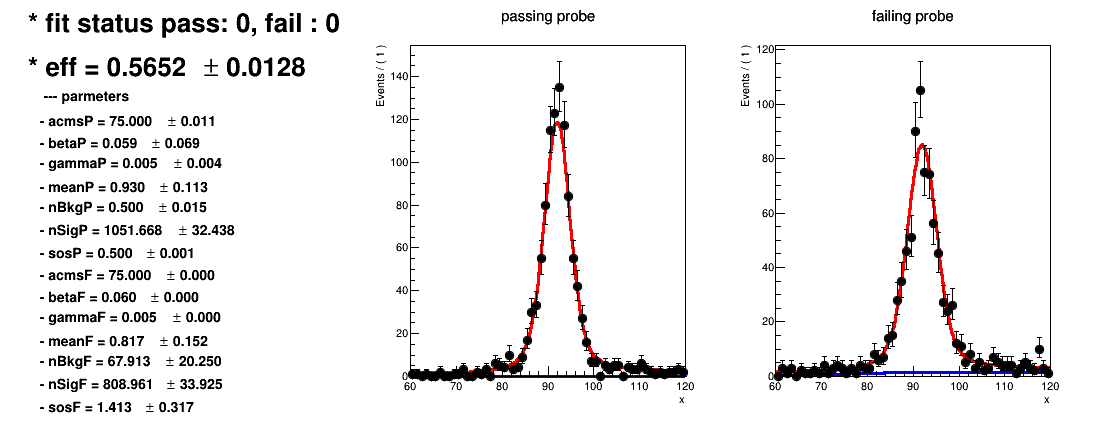 * fit status pass: 0, fail : 0
* eff = 0.5652 ± 0.0128
--- parmeters
- acmsP = 75.000 ± 0.011
- betaP = 0.059 ± 0.069
- gammaP = 0.005 ± 0.004
- meanP = 0.930 ± 0.113
- nBkgP = 0.500 ± 0.015
- nSigP = 1051.668 ± 32.438
- sosP = 0.500 ± 0.001
- acmsF = 75.000 ± 0.000
- betaF = 0.060 ± 0.000
- gammaF = 0.005 ± 0.000
- meanF = 0.817 ± 0.152
- nBkgF = 67.913 ± 20.250
- nSigF = 808.961 ± 33.925
- sosF = 1.413 ± 0.317
passing probe
Events / ( 1 )
140
120
100
80
60
40
20
0
60 70 80 90 100 110 120
x
failing probe
Events / ( 1 )
120
100
80
60
40
20
0
60 70 80 90 100 110 120
x